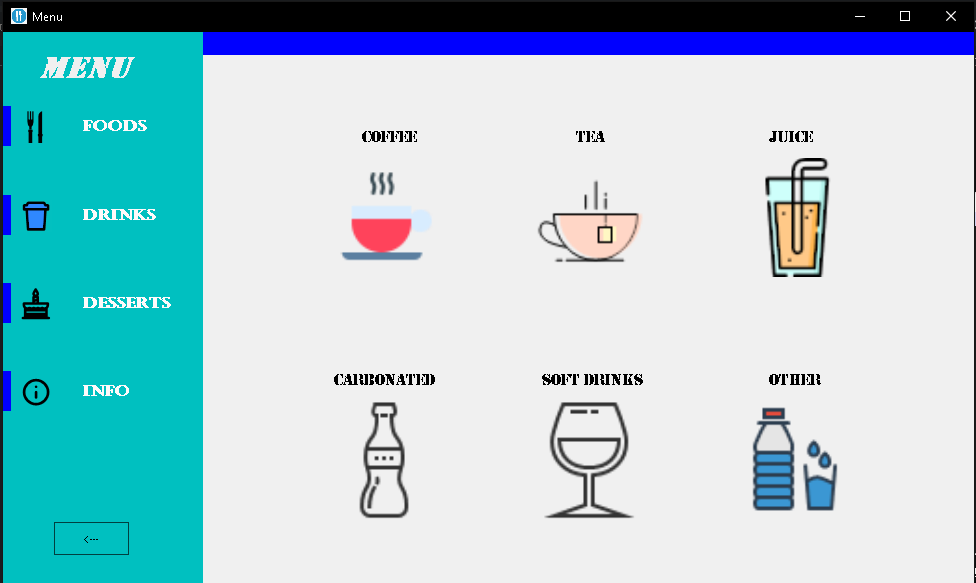 Menu
MENU
FOODS
DRINKS
DESSERTS
INFO
<---
COFFEE
TEA
JUICE
CARBONATED
SOFT DRINKS
OTHER